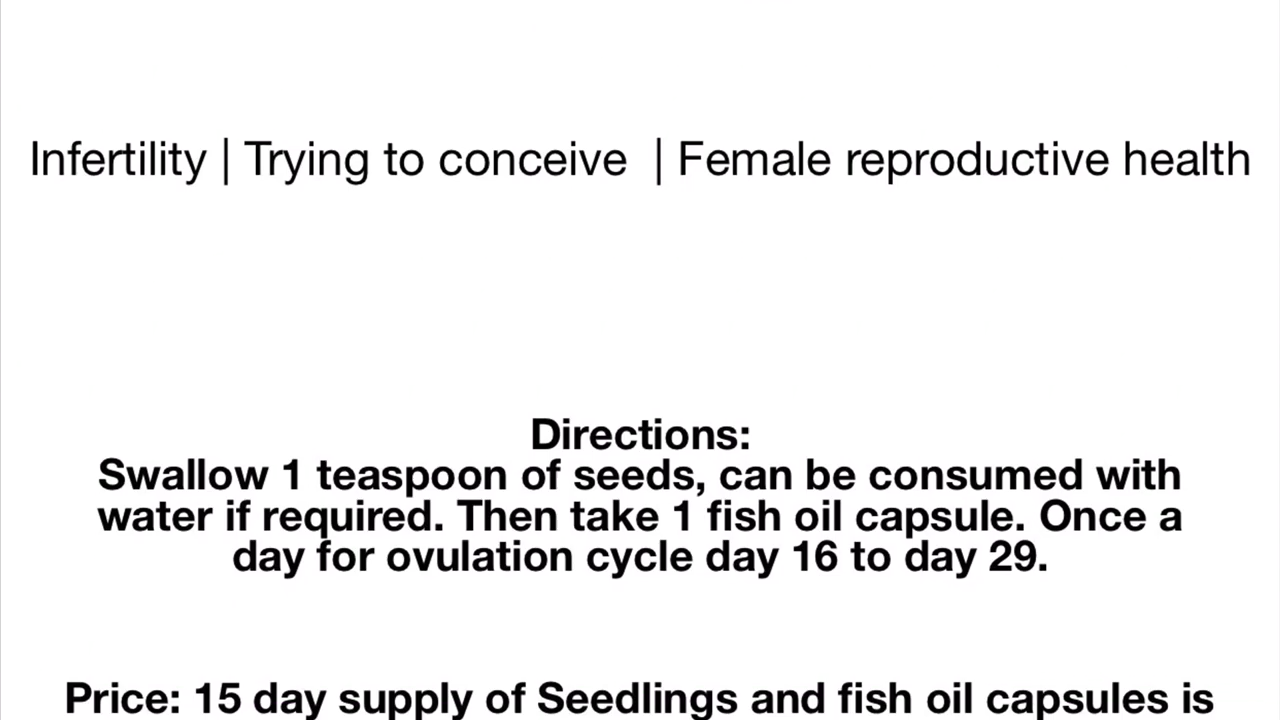 Infertility | Trying to conceive | Female reproductive health
Directions:
Swallow 1 teaspoon of seeds, can be consumed with
water if required. Then take 1 fish oil capsule. Once a
day for ovulation cycle day 16 to day 29.
Price: 15 day supply of Seedlings and fish oil capsules is